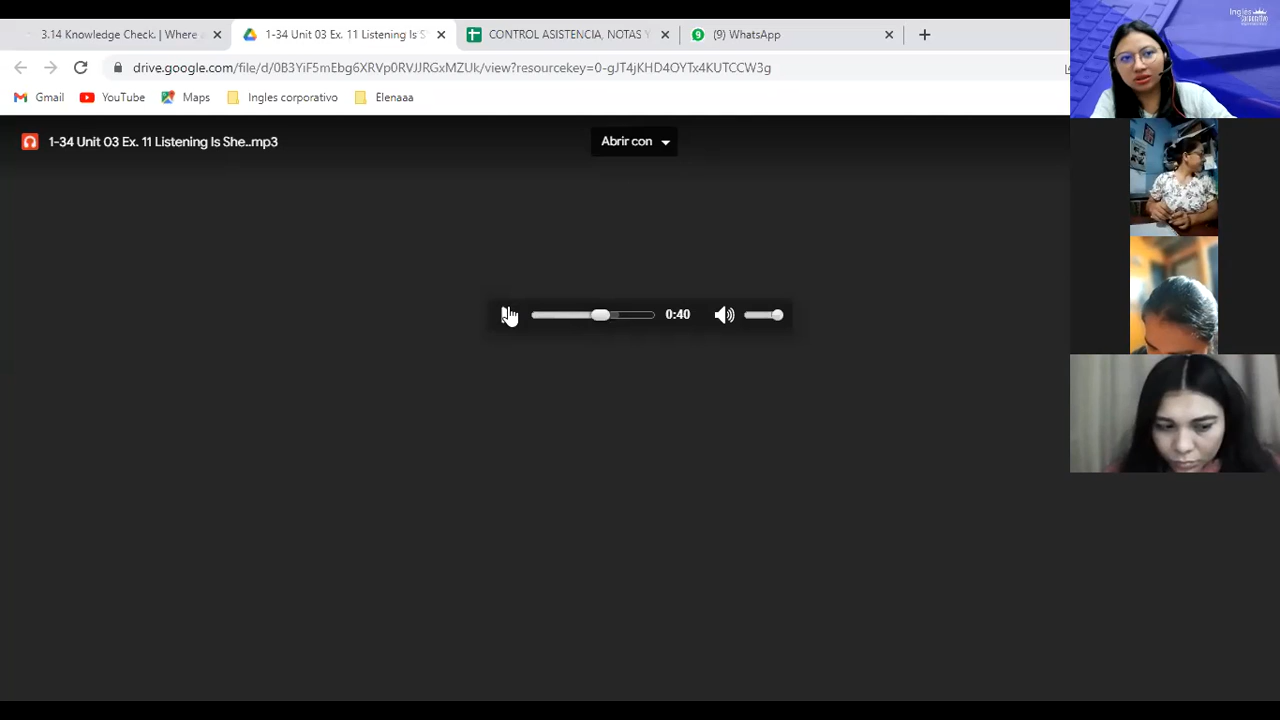 3.14 Knowledge Check. | Where
1-34 Unit 03 Ex. 11 Listening Is S
CONTROL ASISTENCIA, NOTAS Y
9 (9) WhatsApp
drive.google.com/file/d/0B3YiF5mEbg6XRVp0RVJJRGxMZUk/view?resourcekey=0-gJT4jKHD4OYTx4KUTCCW3g
Gmail
YouTube
Maps
Ingles corporativo
Elenaaa
1-34 Unit 03 Ex. 11 Listening Is She..mp3
Abrir con
0:40
Ingles